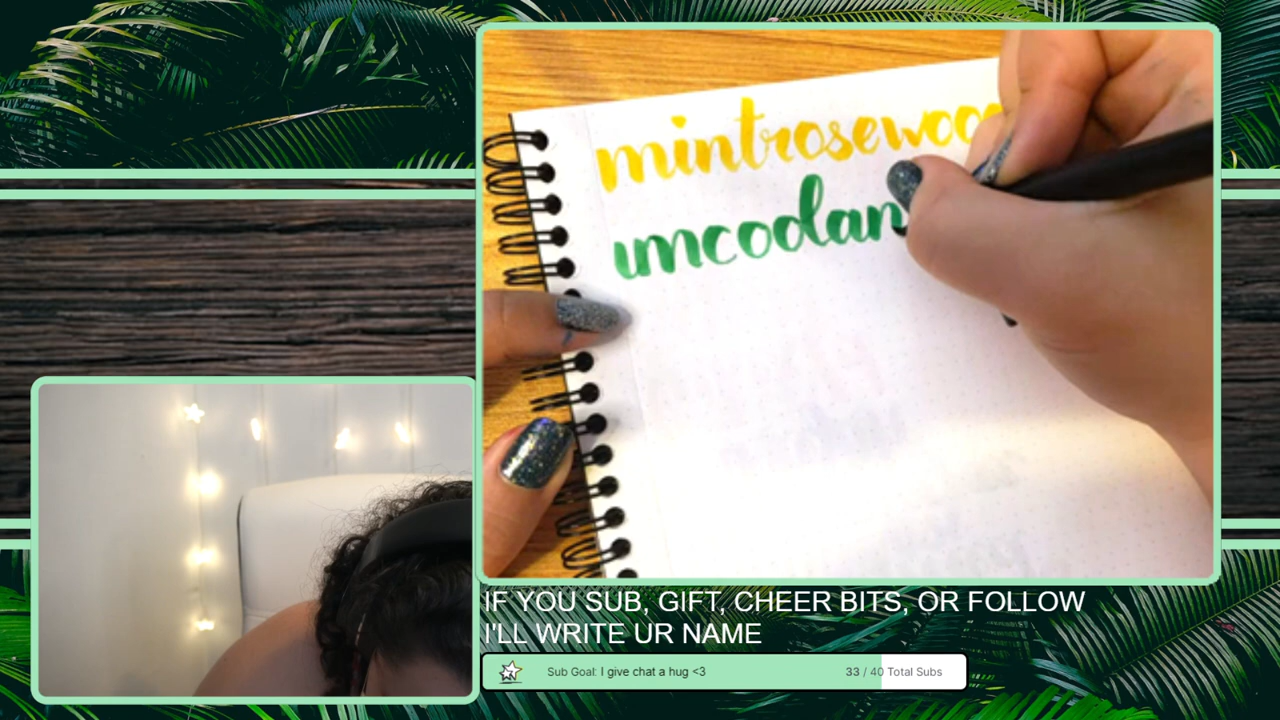 mintrosewoo
umcodan
IF YOU SUB, GIFT, CHEER BITS, OR FOLLOW
I'LL WRITE UR NAME
Sub Goal: I give chat a hug <3 33 / 40 Total Subs